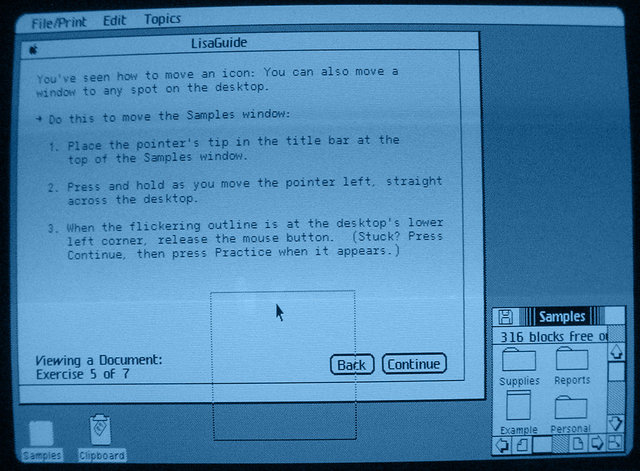 File/Print Edit Topics
LisaGuide
You've seen how to move an icon: You can also move a
window to any spot on the desktop.
→ Do this to move the Samples window:
1. Place the pointer's tip in the title bar at the
top of the Samples window.
2. Press and hold as you move the pointer left, straight
across the desktop.
3. When the flickering outline is at the desktop's lower
left corner, release the mouse button. (Stuck? Press
Continue, then press Practice when it appears.)
Viewing a Document:
Exercise 5 of 7
Back Continue
Samples
316 blocks free
Supplies Reports
Example Personal
Samples Clipboard